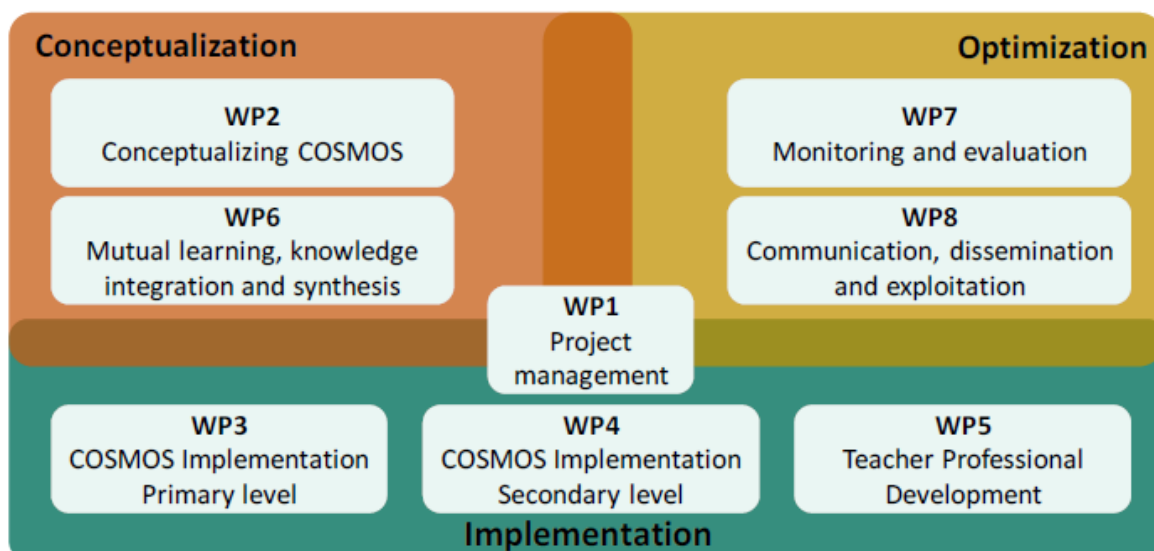 Conceptualization
Optimization
WP2
Conceptualizing COSMOS
WP6
Mutual learning, knowledge
integration and synthesis
WP7
Monitoring and evaluation
WP8
Communication, dissemination
and exploitation
WP1
Project
management
WP3
COSMOS Implementation
Primary level
WP4
COSMOS Implementation
Secondary level
WP5
Teacher Professional
Development
Implementation